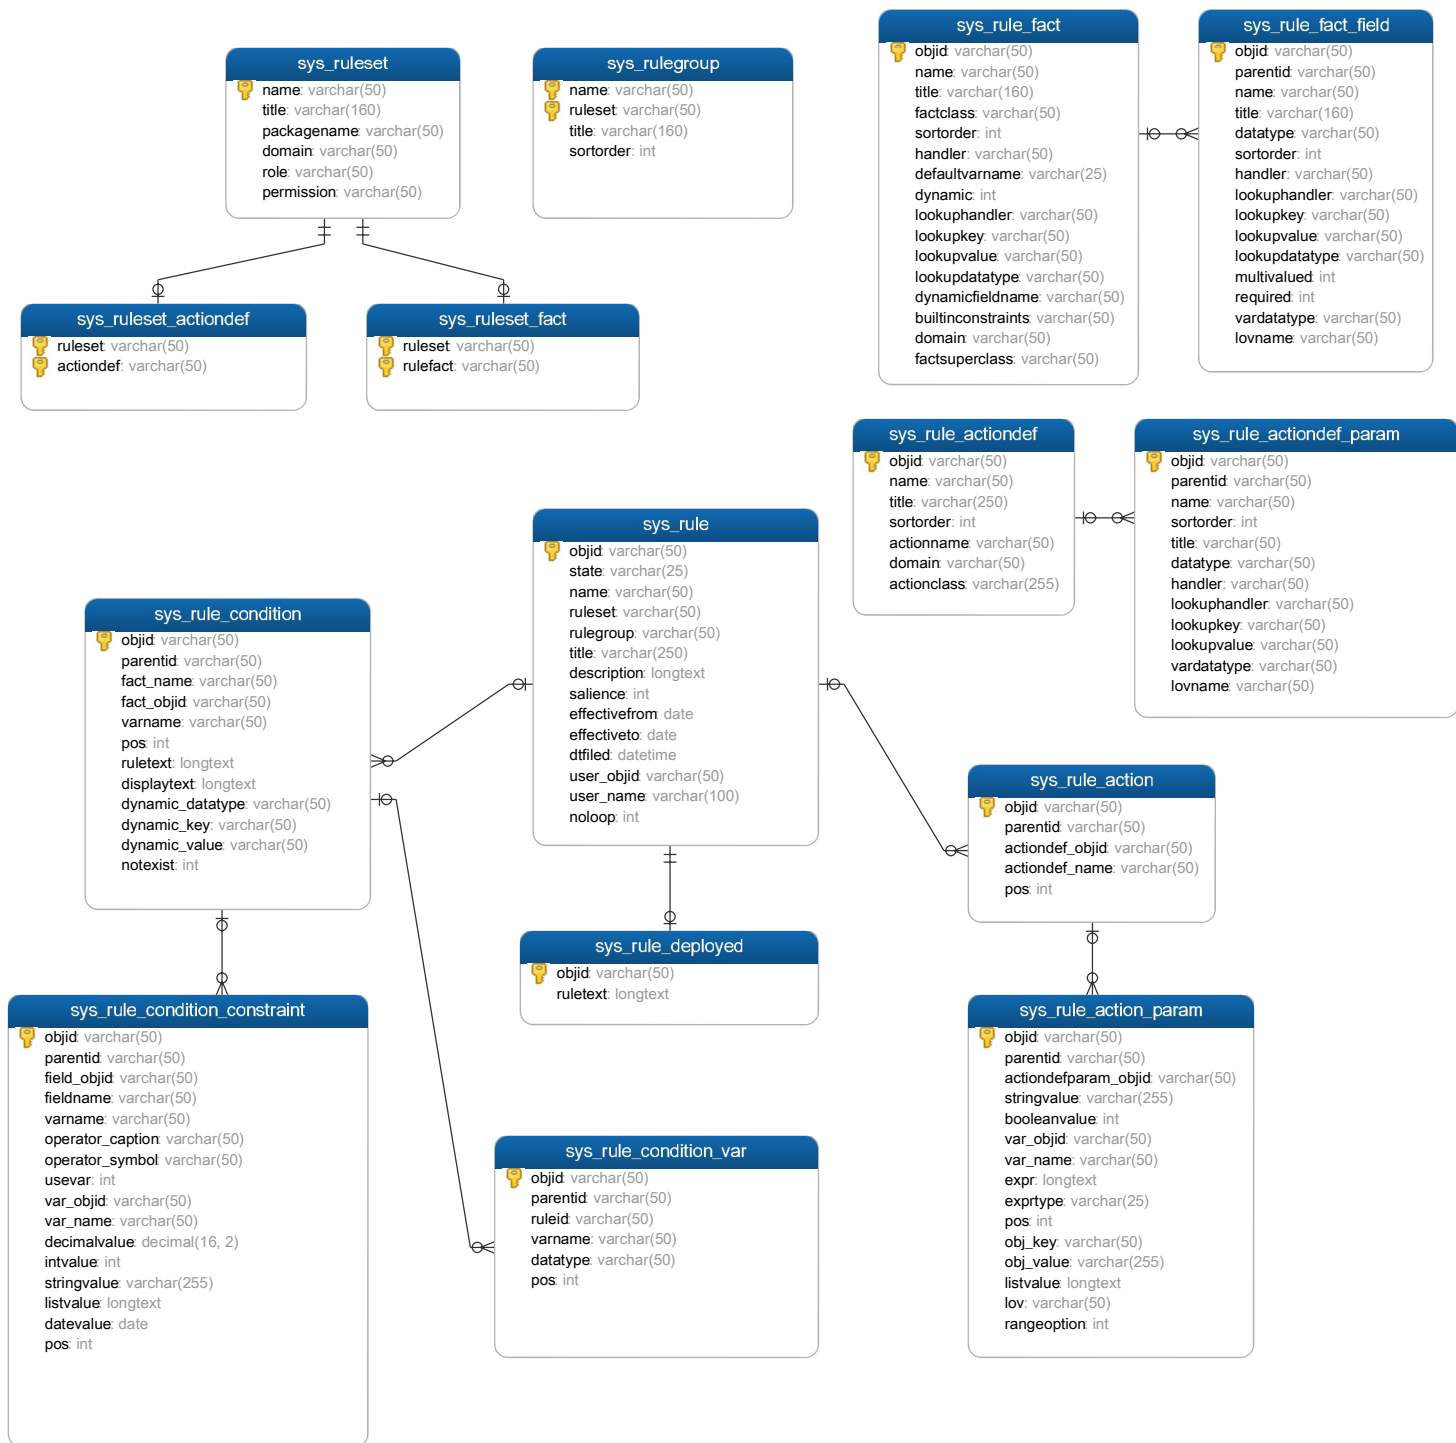 sys_ruleset
name: varchar(50)
title: varchar(160)
packagename: varchar(50)
domain: varchar(50)
role: varchar(50)
permission: varchar(50)
sys_rulegroup
name: varchar(50)
ruleset: varchar(50)
title: varchar(160)
sortorder: int
sys_rule_fact
objid: varchar(50)
name: varchar(50)
title: varchar(160)
factclass: varchar(50)
sortorder: int
handler: varchar(50)
defaultvarname: varchar(25)
dynamic: int
lookuphandler: varchar(50)
lookupkey: varchar(50)
lookupvalue: varchar(50)
lookupdatatype: varchar(50)
dynamicfieldname: varchar(50)
builtinconstraints: varchar(50)
domain: varchar(50)
factsuperclass: varchar(50)
sys_rule_fact_field
objid: varchar(50)
parentid: varchar(50)
name: varchar(50)
title: varchar(160)
datatype: varchar(50)
sortorder: int
handler: varchar(50)
lookuphandler: varchar(50)
lookupkey: varchar(50)
lookupvalue: varchar(50)
lookupdatatype: varchar(50)
multivalued: int
required: int
vardatatype: varchar(50)
lovname: varchar(50)
sys_ruleset_actiondef
ruleset: varchar(50)
actiondef: varchar(50)
sys_ruleset_fact
ruleset: varchar(50)
rulefact: varchar(50)
sys_rule_actiondef
objid: varchar(50)
name: varchar(50)
title: varchar(250)
sortorder: int
actionname: varchar(50)
domain: varchar(50)
actionclass: varchar(255)
sys_rule_actiondef_param
objid: varchar(50)
parentid: varchar(50)
name: varchar(50)
sortorder: int
title: varchar(50)
datatype: varchar(50)
handler: varchar(50)
lookuphandler: varchar(50)
lookupkey: varchar(50)
lookupvalue: varchar(50)
vardatatype: varchar(50)
lovname: varchar(50)
sys_rule
objid: varchar(50)
state: varchar(25)
name: varchar(50)
ruleset: varchar(50)
rulegroup: varchar(50)
title: varchar(250)
description: longtext
salience: int
effectivefrom: date
effectiveto: date
dtfiled: datetime
user_objid: varchar(50)
user_name: varchar(100)
noloop: int
sys_rule_condition
objid: varchar(50)
parentid: varchar(50)
fact_name: varchar(50)
fact_objid: varchar(50)
varname: varchar(50)
pos: int
ruletext: longtext
displaytext: longtext
dynamic_datatype: varchar(50)
dynamic_key: varchar(50)
dynamic_value: varchar(50)
notexist: int
sys_rule_action
objid: varchar(50)
parentid: varchar(50)
actiondef_objid: varchar(50)
actiondef_name: varchar(50)
pos: int
sys_rule_deployed
objid: varchar(50)
ruletext: longtext
sys_rule_condition_constraint
objid: varchar(50)
parentid: varchar(50)
field_objid: varchar(50)
fieldname: varchar(50)
varname: varchar(50)
operator_caption: varchar(50)
operator_symbol: varchar(50)
usevar: int
var_objid: varchar(50)
var_name: varchar(50)
decimalvalue: decimal(16, 2)
intvalue: int
stringvalue: varchar(255)
listvalue: longtext
datevalue: date
pos: int
sys_rule_condition_var
objid: varchar(50)
parentid: varchar(50)
ruleid: varchar(50)
varname: varchar(50)
datatype: varchar(50)
pos: int
sys_rule_action_param
objid: varchar(50)
parentid: varchar(50)
actiondefparam_objid: varchar(50)
stringvalue: varchar(255)
booleanvalue: int
var_objid: varchar(50)
var_name: varchar(50)
expr: longtext
exprtype: varchar(25)
pos: int
obj_key: varchar(50)
obj_value: varchar(255)
listvalue: longtext
lov: varchar(50)
rangeoption: int